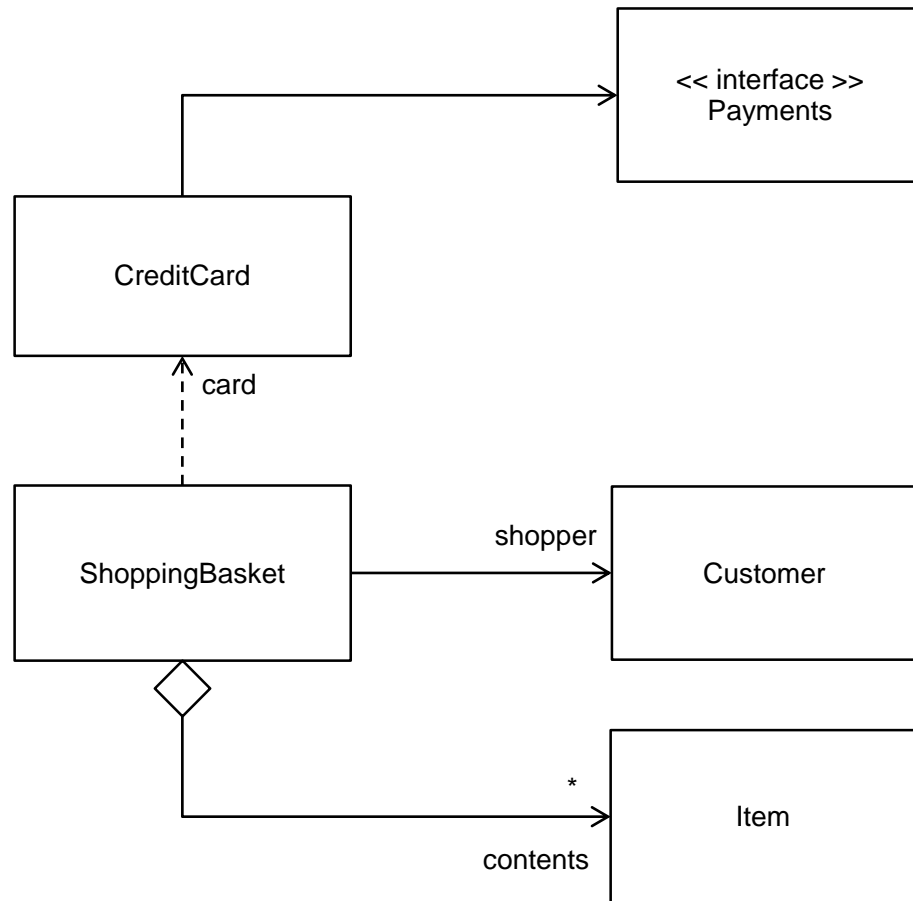 << interface >>
Payments
CreditCard
card
shopper
ShoppingBasket
Customer
*
Item
contents